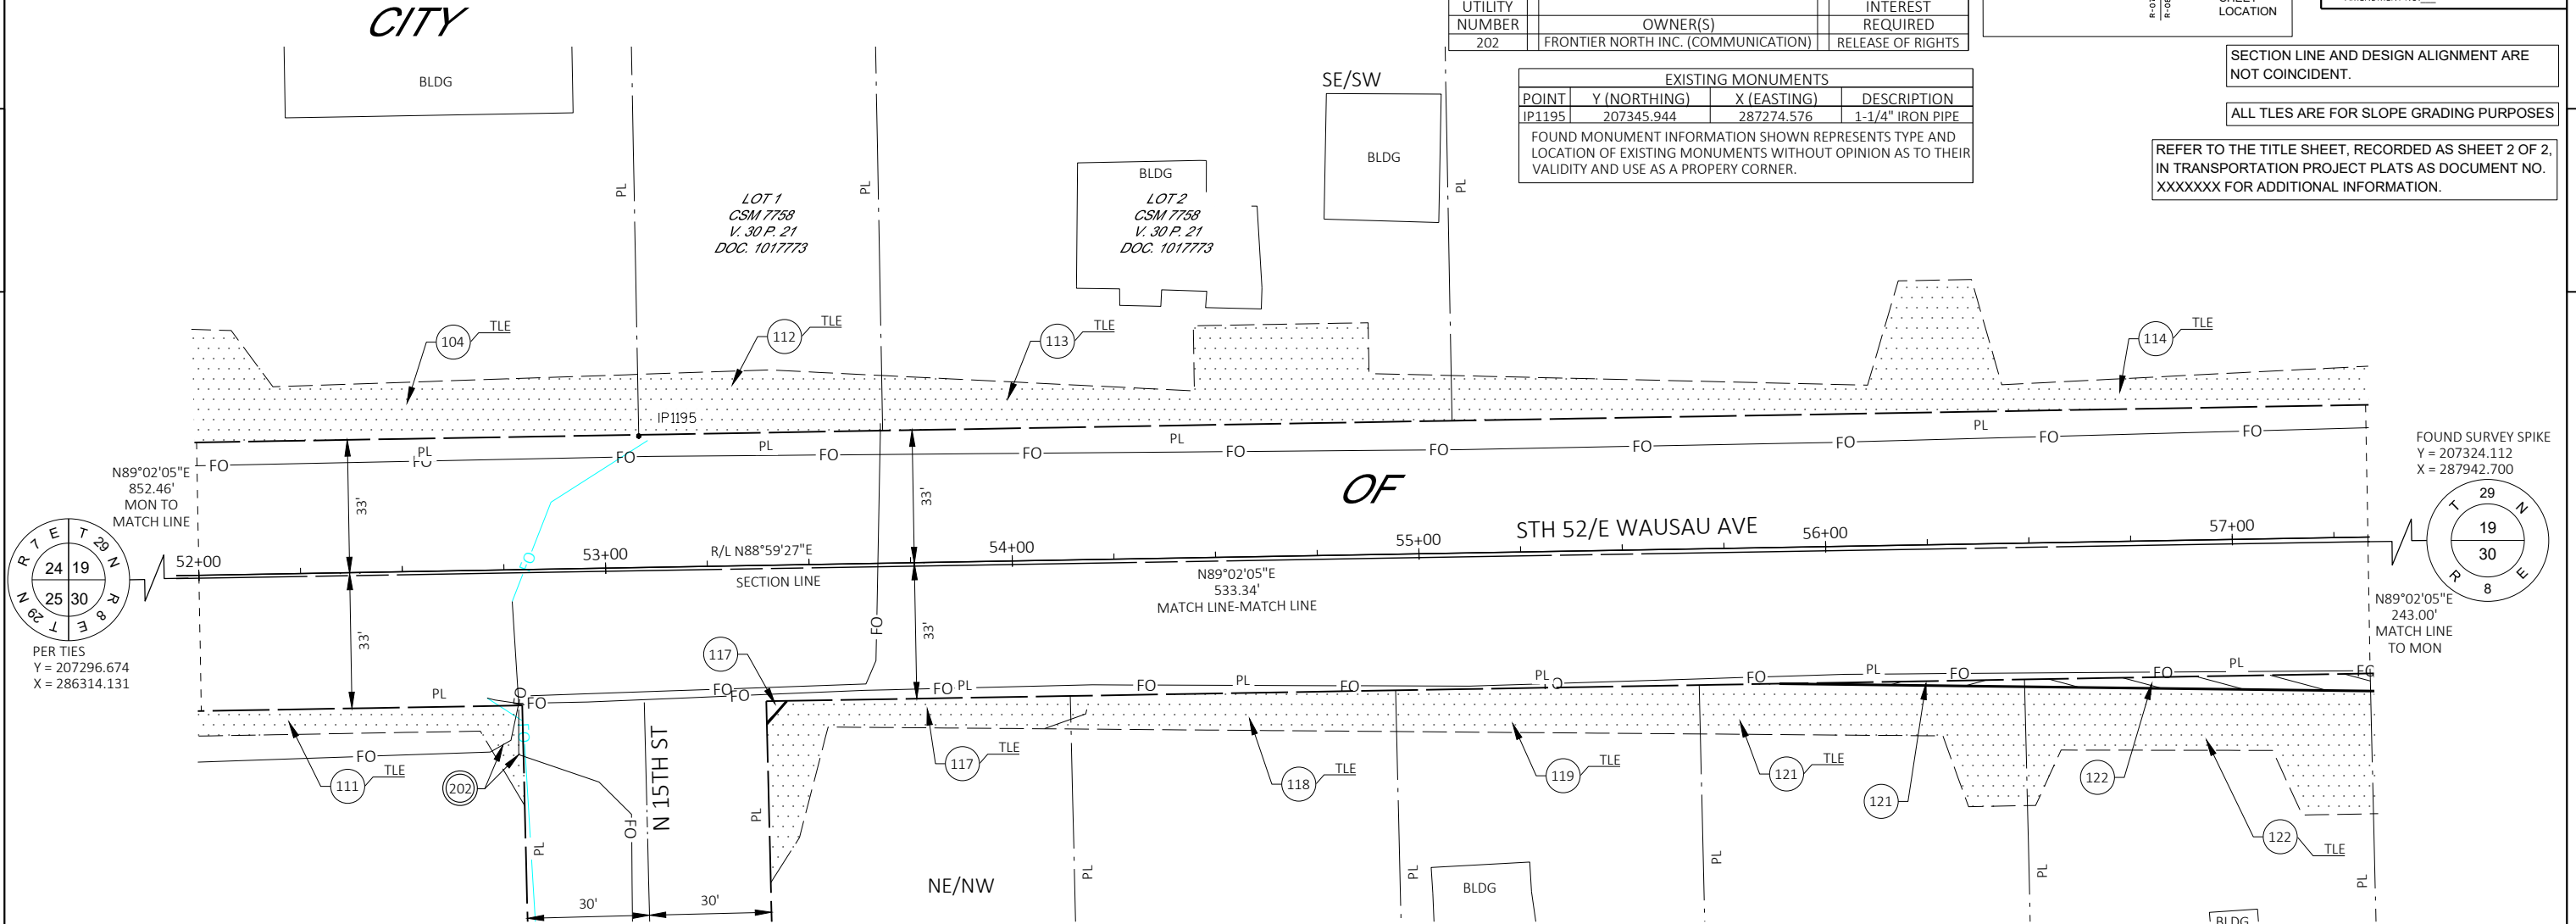 CITY
UTILITY INTEREST
NUMBER OWNER(S) REQUIRED
202 FRONTIER NORTH INC. (COMMUNICATION) RELEASE OF RIGHTS
LOCATION
SECTION LINE AND DESIGN ALIGNMENT ARE
NOT COINCIDENT.
ALL TLES ARE FOR SLOPE GRADING PURPOSES
REFER TO THE TITLE SHEET, RECORDED AS SHEET 2 OF 2,
IN TRANSPORTATION PROJECT PLATS AS DOCUMENT NO.
XXXXXXX FOR ADDITIONAL INFORMATION.
EXISTING MONUMENTS
POINT Y (NORTHING) X (EASTING) DESCRIPTION
IP1195 207345.944 287274.576 1-1/4" IRON PIPE
FOUND MONUMENT INFORMATION SHOWN REPRESENTS TYPE AND
LOCATION OF EXISTING MONUMENTS WITHOUT OPINION AS TO THEIR
VALIDITY AND USE AS A PROPERY CORNER.
BLDG
SE/SW
BLDG
BLDG
PL
PL
PL
LOT 1
CSM 7758
V. 30 P. 21
DOC. 1017773
LOT 2
CSM 7758
V. 30 P. 21
DOC. 1017773
104 TLE
112 TLE
113 TLE
114 TLE
IP1195
PL
PL
PL
PL
FO
FO
FO
FO
FO
FO
FO
FO
FO
FO
FO
N89°02'05"E
852.46'
MON TO
MATCH LINE
33'
33'
OF
FOUND SURVEY SPIKE
Y = 207324.112
X = 287942.700
T 29 N
19
30
R 8 E
R 7 E T 29 N
24 19
25 30
T 29 N R 8 E
PER TIES
Y = 207296.674
X = 286314.131
52+00
53+00
54+00
55+00
56+00
57+00
R/L N88°59'27"E
SECTION LINE
STH 52/E WAUSAU AVE
N89°02'05"E
533.34'
MATCH LINE-MATCH LINE
N89°02'05"E
243.00'
MATCH LINE
TO MON
FO
FO
33'
33'
117
PL
PL
PL
PL
PL
PL
FO
FO
FO
FO
FO
FO
FO
FO
FO
FO
FO
111 TLE
202
N 15TH ST
FO
PL
PL
117 TLE
118 TLE
119 TLE
121 TLE
121
122
122 TLE
NE/NW
PL
PL
PL
PL
PL
BLDG
BLDG
30'
30'